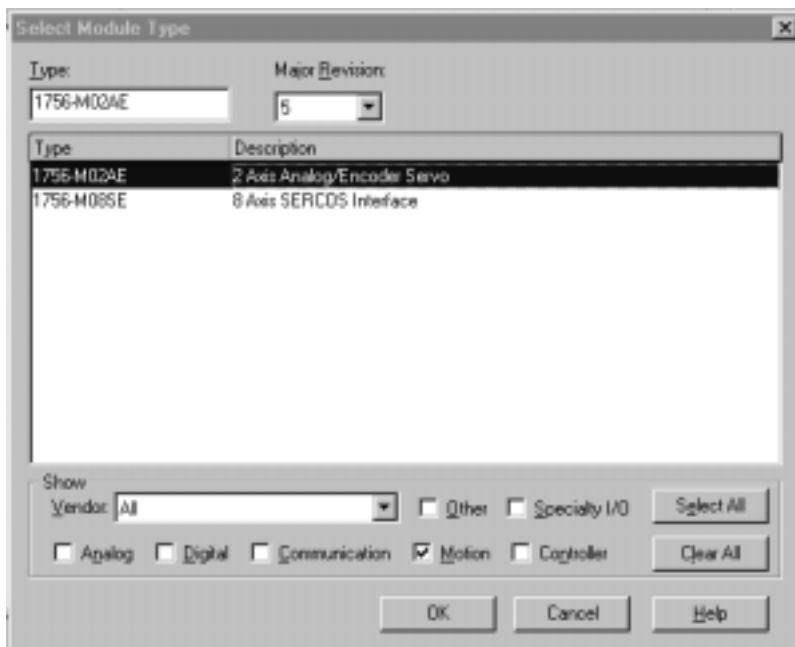 Select Module Type
Type: Major Revision:
1756-M02AE 5
Type Description
1756-M02AE 2 Axis Analog/Encoder Servo
1756-M08SE 8 Axis SERCOS Interface
Show
Vendor: All Other Specialty I/O Select All
Analog Digital Communication Motion Controller Clear All
OK Cancel Help